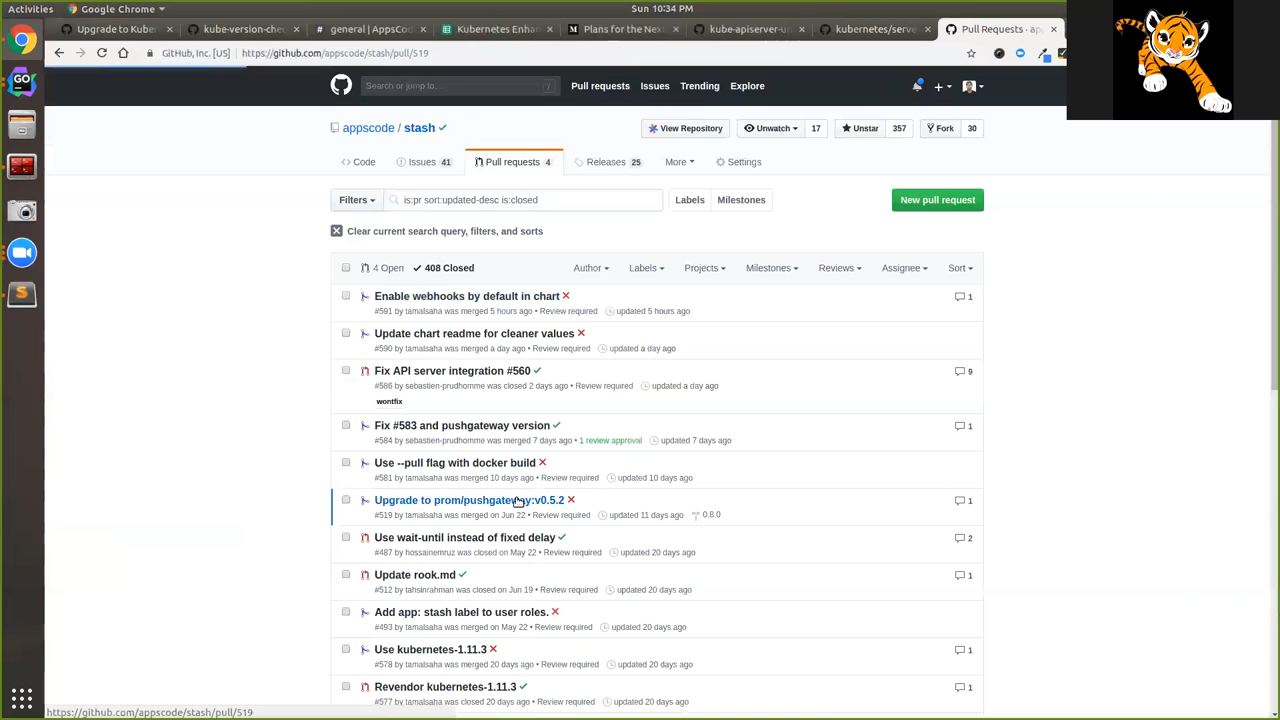 Activities
Google Chrome
Sun 10:34 PM
Upgrade to Kuber
kube-version-che
general | AppsCod
Kubernetes Enhan
Plans for the Nex
kube-apiserver-un
kubernetes/serve
Pull Requests · app
GitHub, Inc. [US]
https://github.com/appscode/stash/pull/519
Search or jump to...
/
Pull requests
Issues
Trending
Explore
appscode / stash
View Repository
Unwatch
17
Unstar
357
Fork
30
Code
Issues 41
Pull requests 4
Releases 25
More
Settings
Filters
is:pr sort:updated-desc is:closed
Labels
Milestones
New pull request
Clear current search query, filters, and sorts
4 Open
408 Closed
Author
Labels
Projects
Milestones
Reviews
Assignee
Sort
Enable webhooks by default in chart
1
#591 by tamalsaha was merged 5 hours ago • Review required
updated 5 hours ago
Update chart readme for cleaner values
#590 by tamalsaha was merged a day ago • Review required
updated a day ago
Fix API server integration #560
9
#586 by sebastien-prudhomme was closed 2 days ago • Review required
updated a day ago
wontfix
Fix #583 and pushgateway version
1
#584 by sebastien-prudhomme was merged 7 days ago • 1 review approval
updated 7 days ago
Use --pull flag with docker build
#581 by tamalsaha was merged 10 days ago • Review required
updated 10 days ago
Upgrade to prom/pushgateway:v0.5.2
1
#519 by tamalsaha was merged on Jun 22 • Review required
updated 11 days ago
0.8.0
Use wait-until instead of fixed delay
2
#487 by hossainemruz was closed on May 22 • Review required
updated 20 days ago
Update rook.md
1
#512 by tahsinrahman was closed on Jun 19 • Review required
updated 20 days ago
Add app: stash label to user roles.
#493 by tamalsaha was merged on May 22 • Review required
updated 20 days ago
Use kubernetes-1.11.3
1
#578 by tamalsaha was merged 20 days ago • Review required
updated 20 days ago
Revendor kubernetes-1.11.3
1
#577 by tamalsaha was closed 20 days ago • Review required
updated 20 days ago
https://github.com/appscode/stash/pull/519
GO